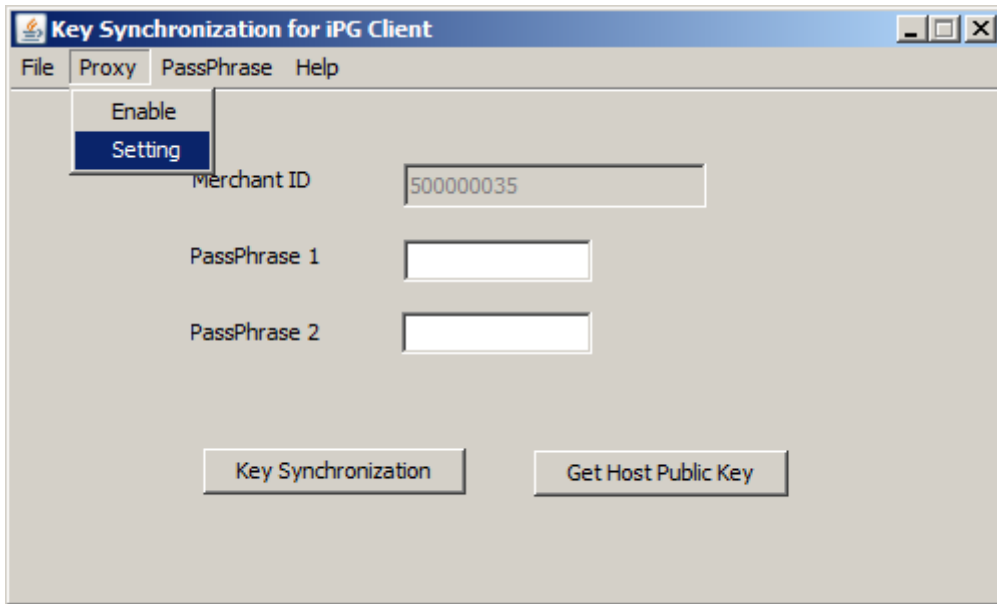 Key Synchronization for iPG Client
File Proxy PassPhrase Help
Enable
Setting
Merchant ID 500000035
PassPhrase 1
PassPhrase 2
Key Synchronization Get Host Public Key